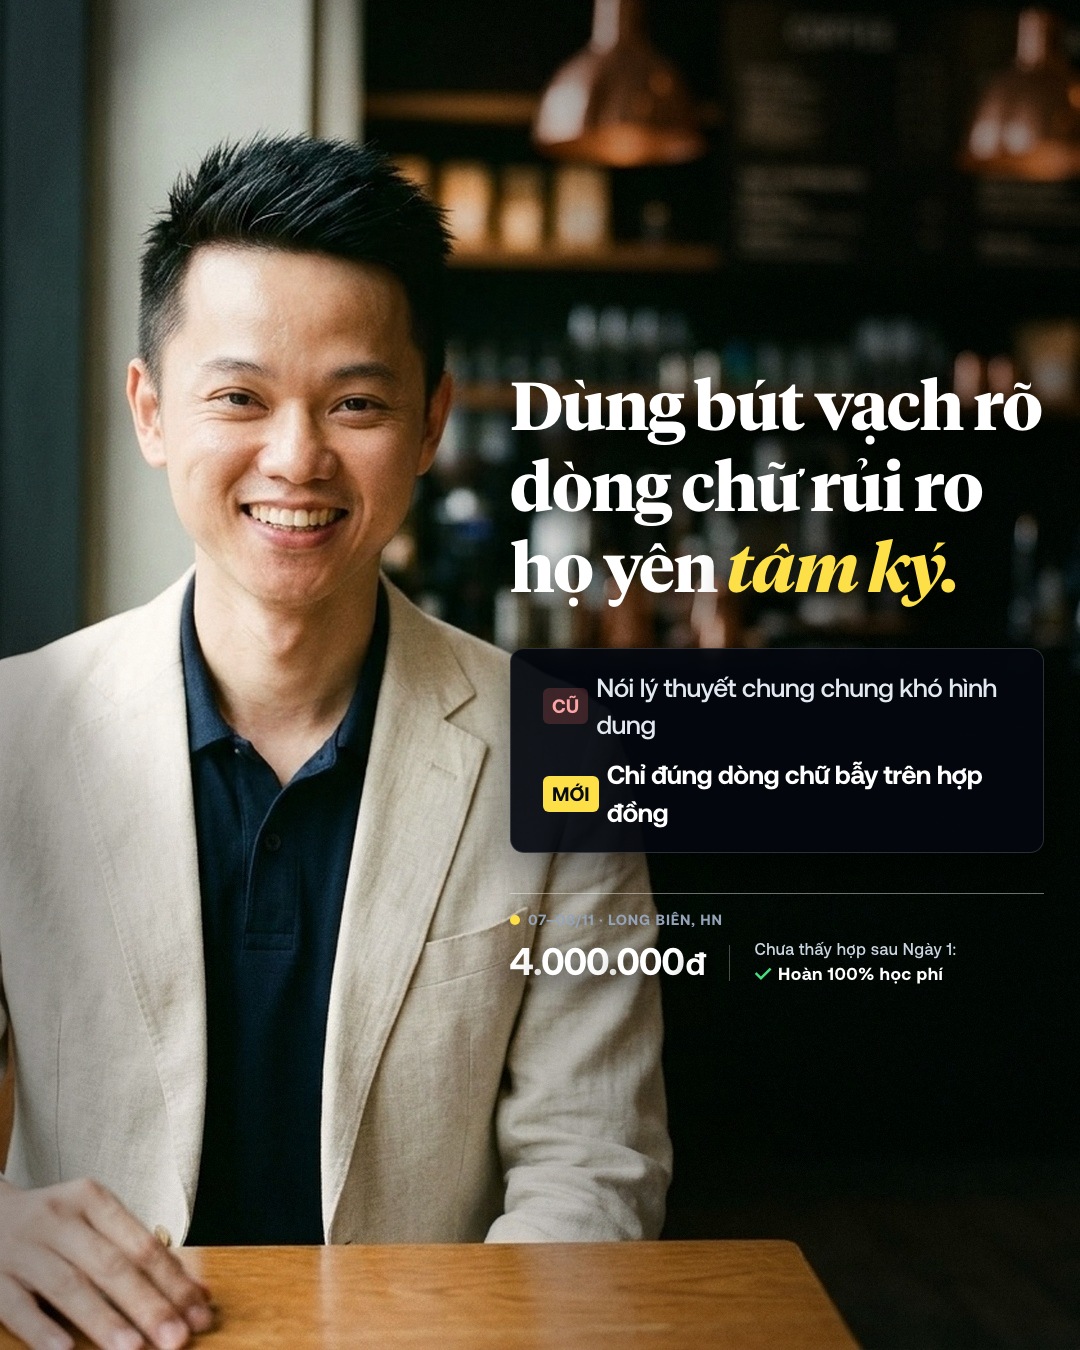 Dùng bút vạch rõ
dòng chữ rủi ro
họ yên tâm ký.
CŨ
Nói lý thuyết chung chung khó hình
dung
MỚI
Chỉ đúng dòng chữ bẫy trên hợp
đồng
LONG BIÊN, HN
4.000.000đ
Chưa thấy hợp sau Ngày 1:
✓ Hoàn 100% học phí